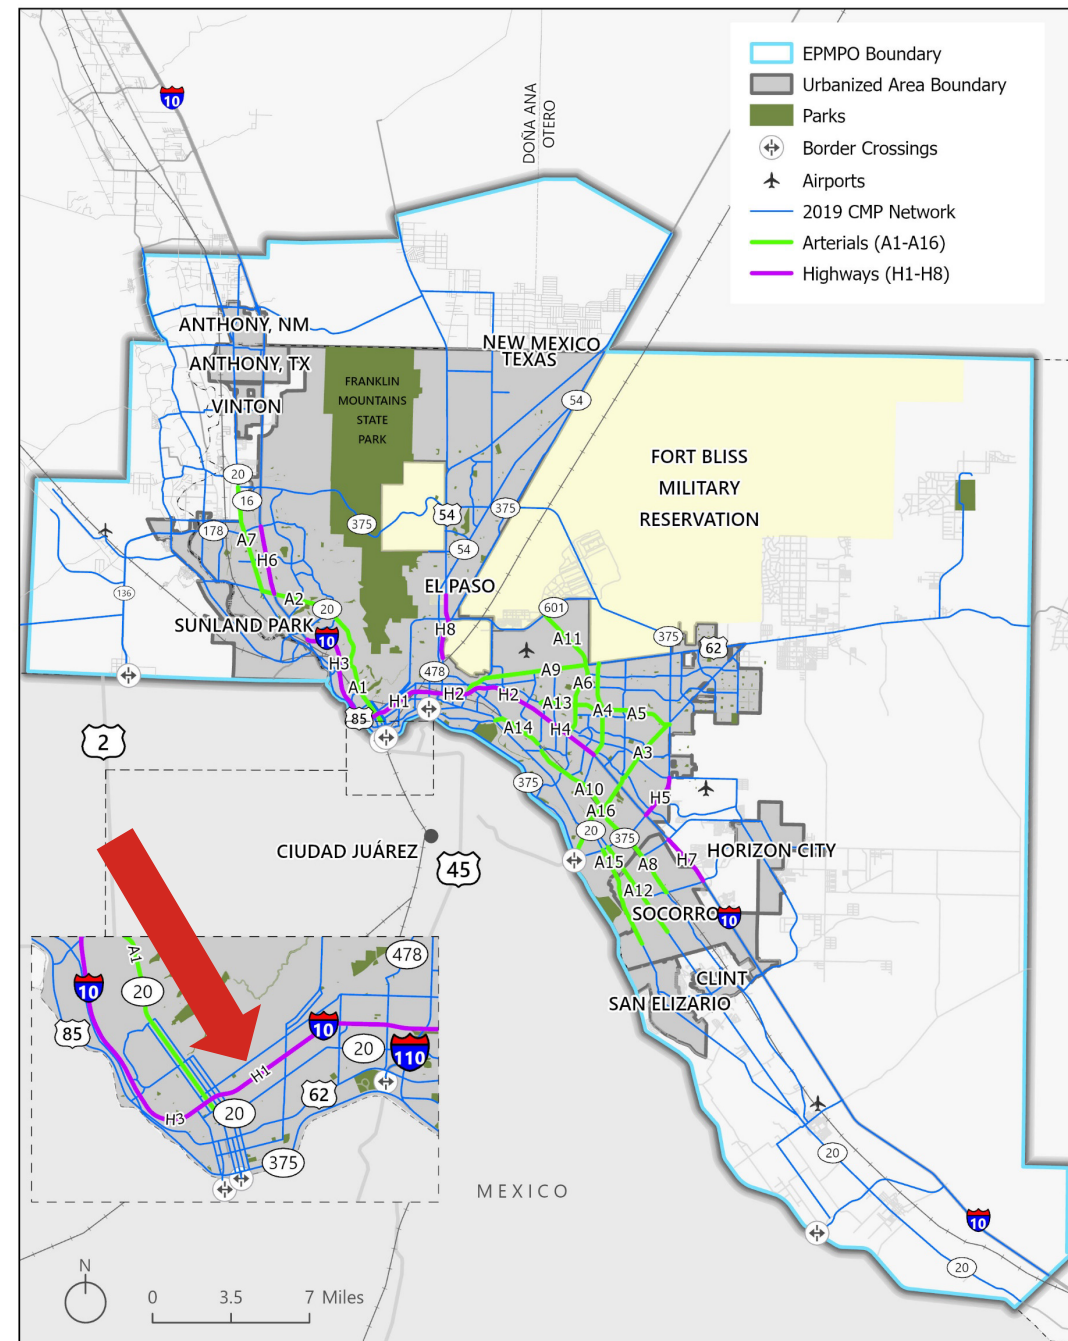 EPMPO Boundary
Urbanized Area Boundary
Parks
Border Crossings
Airports
2019 CMP Network
Arterials (A1-A16)
Highways (H1-H8)
10
DOÑA ANA
OTERO
ANTHONY, NM
ANTHONY, TX
VINTON
NEW MEXICO
TEXAS
FRANKLIN
MOUNTAINS
STATE
PARK
54
FORT BLISS
MILITARY
RESERVATION
20
16
375
54
375
54
178
A7
H6
136
A2
20
EL PASO
SUNLAND PARK
10
H3
A1
H8
478
601
A11
375
62
A9
A6
H1
H2
H2
A13
A4
A5
85
A14
H4
A3
2
375
A10
H5
A16
20
375
CIUDAD JUÁREZ
45
A15
A8
H7
HORIZON CITY
A12
SOCORRO
10
CLINT
SAN ELIZARIO
A1
10
20
478
85
10
20
110
H1
62
H3
20
375
MEXICO
20
10
20
N
0 3.5 7 Miles